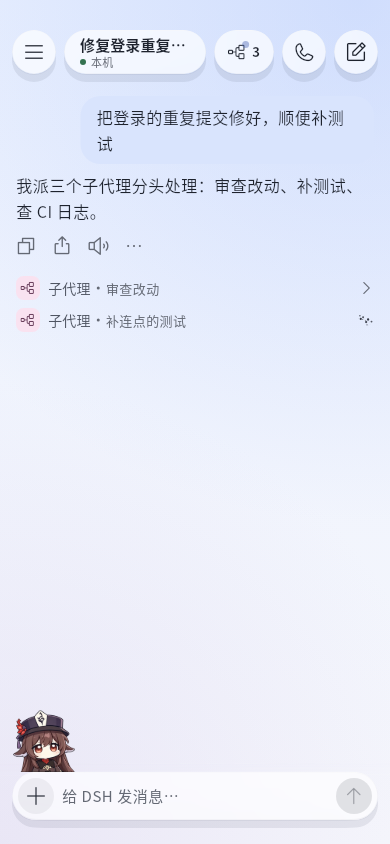 修复登录重复…
本机
3
把登录的重复提交修好，顺便补测
试
我派三个子代理分头处理：审查改动、补测试、
查 CI 日志。
子代理·审查改动
子代理·补连点的测试
给 DSH 发消息…